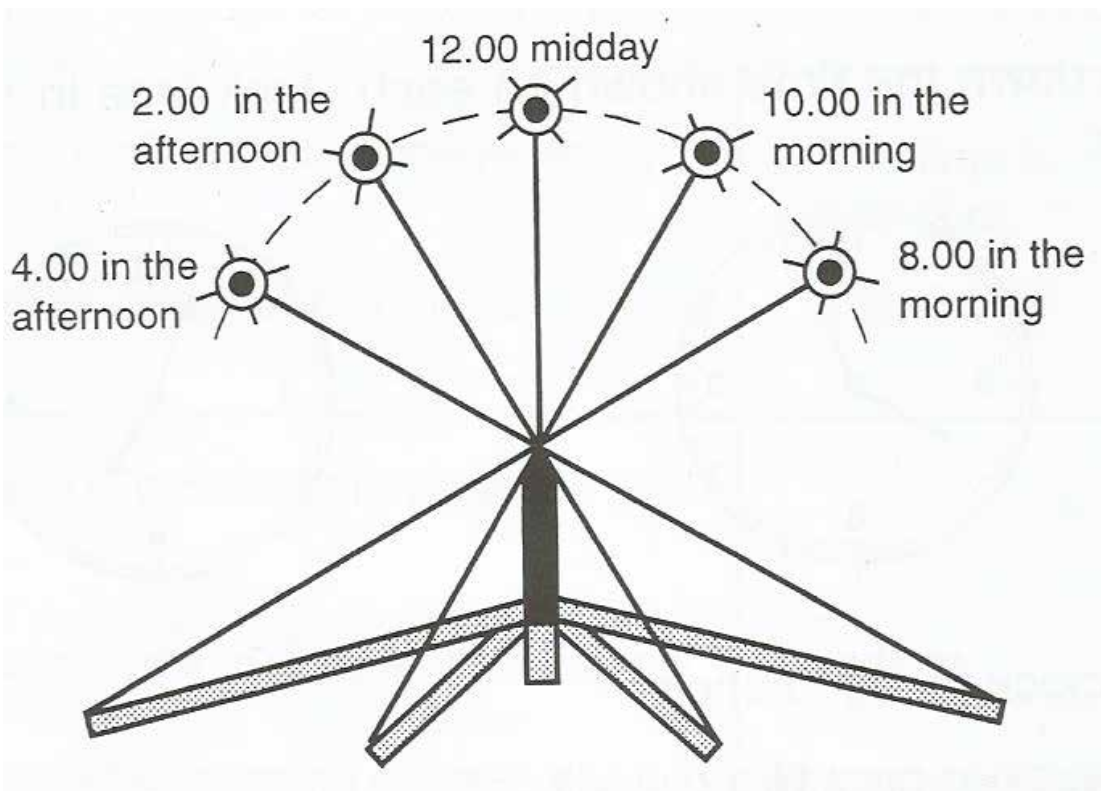 12.00 midday
2.00 in the
afternoon
10.00 in the
morning
4.00 in the
afternoon
8.00 in the
morning